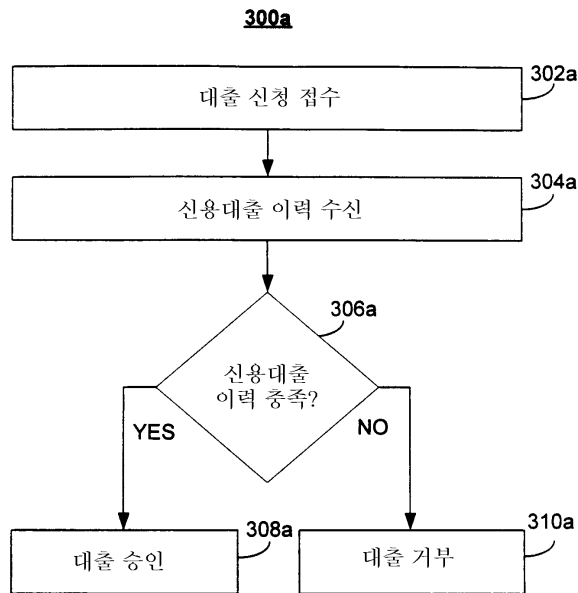 300a
대출 신청 접수
302a
신용대출 이력 수신
304a
306a
신용대출
이력 충족?
YES
NO
대출 승인
308a
대출 거부
310a